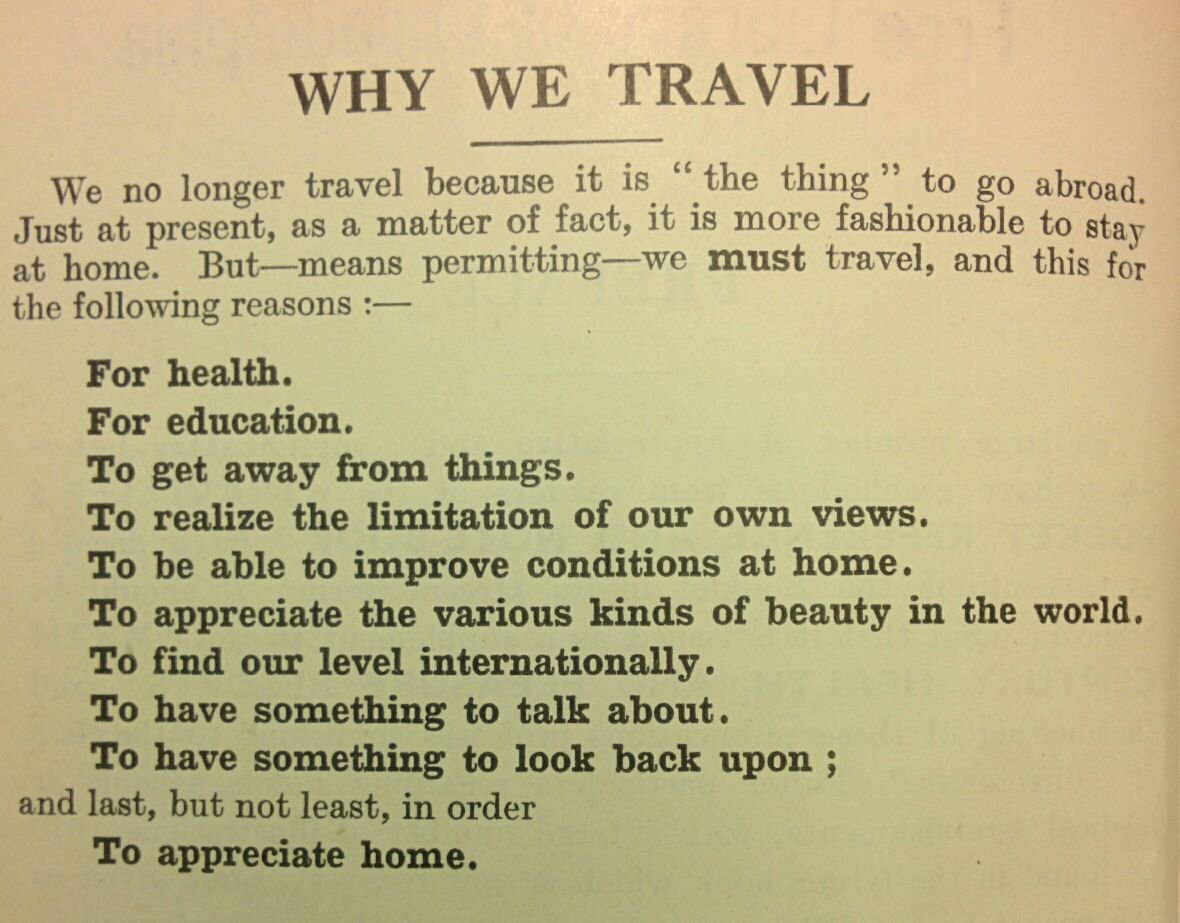 WHY WE TRAVEL
We no longer travel because it is “ the thing ” to go abroad.
Just at present, as a matter of fact, it is more fashionable to stay
at home. But—means permitting—we must travel, and this for
the following reasons :—
For health.
For education.
To get away from things.
To realize the limitation of our own views.
To be able to improve conditions at home.
To appreciate the various kinds of beauty in the world.
To find our level internationally.
To have something to talk about.
To have something to look back upon ;
and last, but not least, in order
To appreciate home.